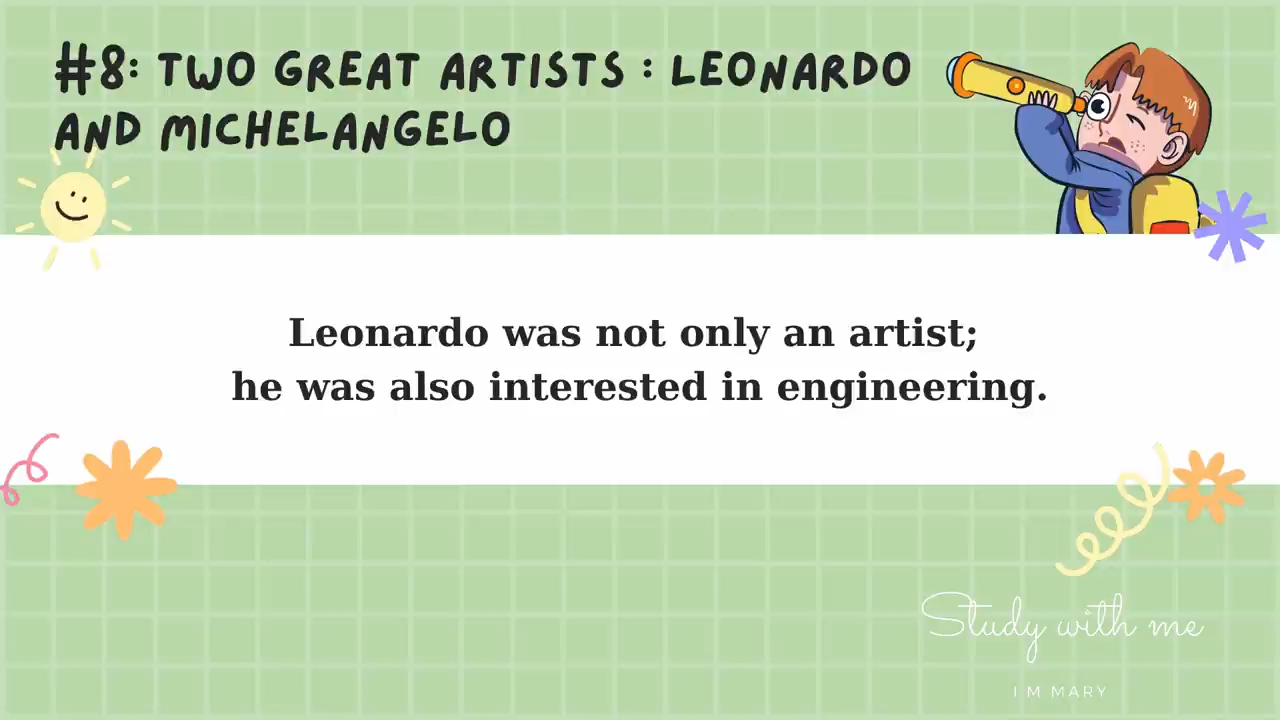 #8: TWO GREAT ARTISTS : LEONARDO
AND MICHELANGELO
Leonardo was not only an artist;
he was also interested in engineering.
Study with me
I M MARY